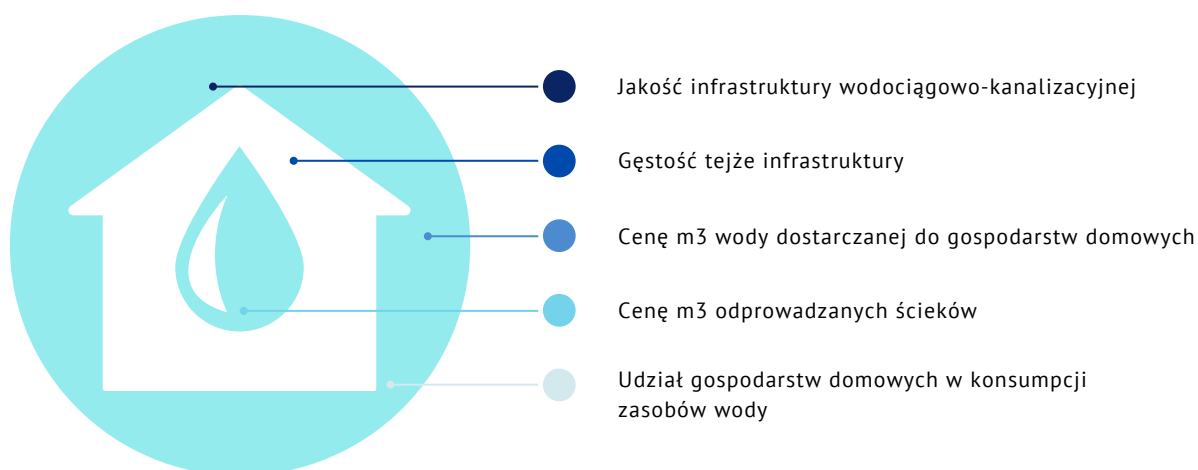 Jakość infrastruktury wodociągowo-kanalizacyjnej
Gęstość tejże infrastruktury
Cenę m3 wody dostarczanej do gospodarstw domowych
Cenę m3 odprowadzanych ścieków
Udział gospodarstw domowych w konsumpcji
zasobów wody